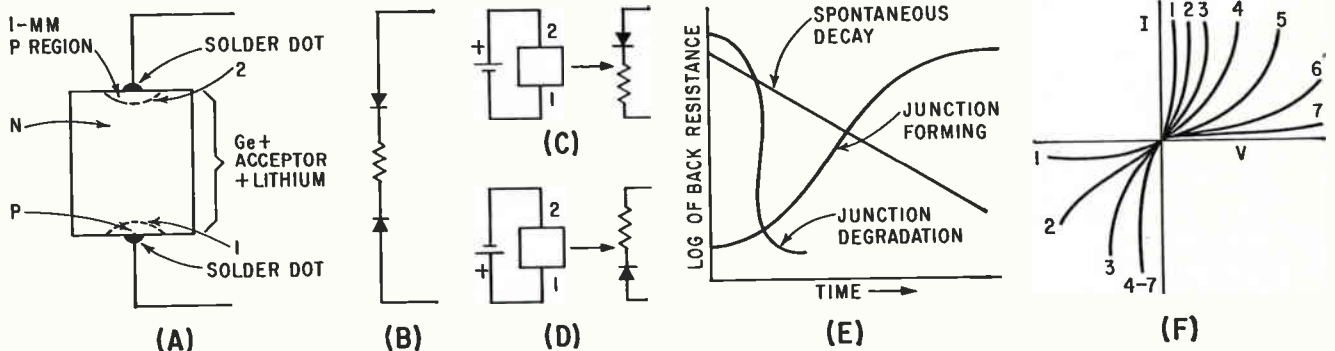 1-MM
P REGION
SOLDER DOT
2
N
Ge+
ACCEPTOR
+LITHIUM
P
1
SOLDER DOT
(A)
(B)
+
2
1
(C)
2
+
1
(D)
SPONTANEOUS
DECAY
JUNCTION
FORMING
JUNCTION
DEGRADATION
LOG OF BACK RESISTANCE
TIME
(E)
I
1
2
3
4
5
6
7
V
1
2
3
4-7
(F)